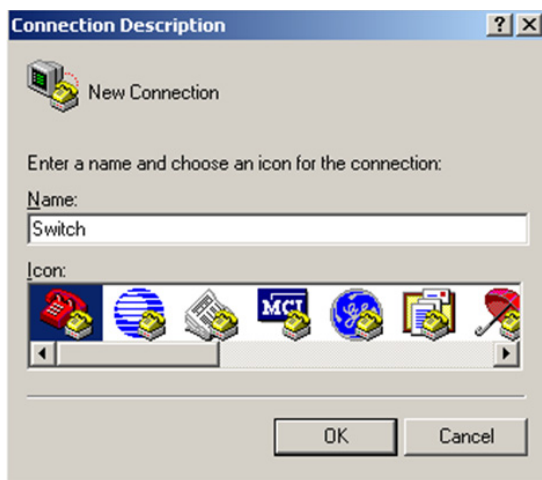 Connection Description
New Connection
Enter a name and choose an icon for the connection:
Name:
Switch
Icon:
MCI
OK
Cancel